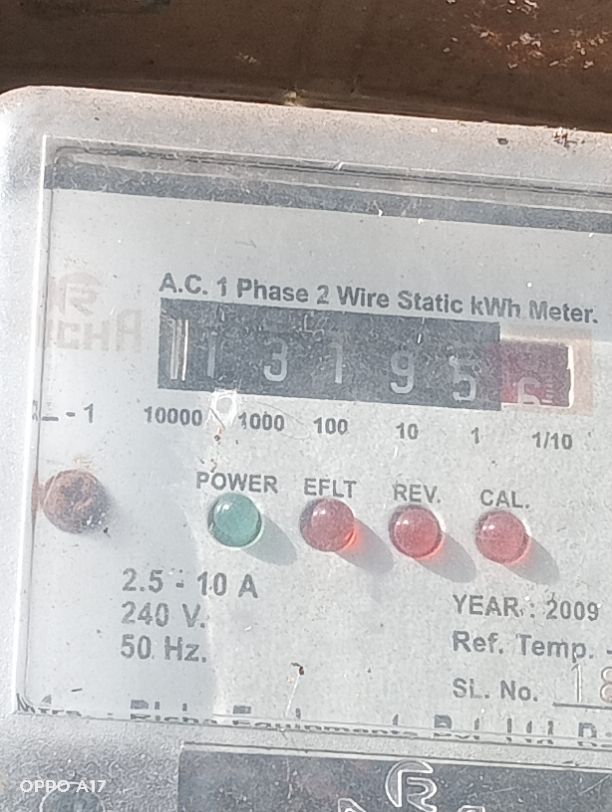 A.C. 1 Phase 2 Wire Static kWh Meter.
1 3 1 9 5 6
- 1
10000 1000 100 10 1 1/10
POWER EFLT REV. CAL.
2.5 - 10 A
240 V.
50 Hz.
YEAR : 2009
Ref. Temp. -
SL. No. 18
OPPO A17